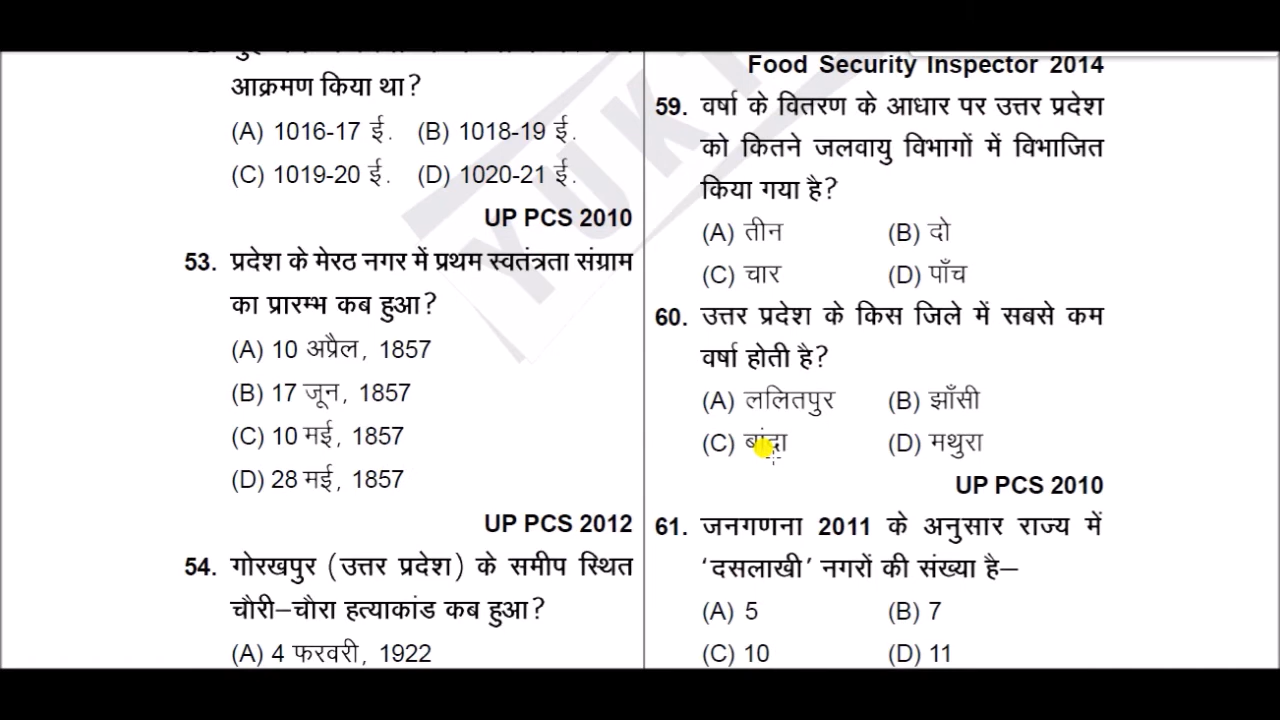 आक्रमण किया था?
(A) 1016-17 ई. (B) 1018-19 ई.
(C) 1019-20 ई. (D) 1020-21 ई.
UP PCS 2010
53. प्रदेश के मेरठ नगर में प्रथम स्वतंत्रता संग्राम
का प्रारम्भ कब हुआ?
(A) 10 अप्रैल, 1857
(B) 17 जून, 1857
(C) 10 मई, 1857
(D) 28 मई, 1857
UP PCS 2012
54. गोरखपुर (उत्तर प्रदेश) के समीप स्थित
चौरी–चौरा हत्याकांड कब हुआ?
(A) 4 फरवरी, 1922
Food Security Inspector 2014
59. वर्षा के वितरण के आधार पर उत्तर प्रदेश
को कितने जलवायु विभागों में विभाजित
किया गया है?
(A) तीन (B) दो
(C) चार (D) पाँच
60. उत्तर प्रदेश के किस जिले में सबसे कम
वर्षा होती है?
(A) ललितपुर (B) झाँसी
(C) बांदा (D) मथुरा
UP PCS 2010
61. जनगणना 2011 के अनुसार राज्य में
‘दसलाखी’ नगरों की संख्या है–
(A) 5 (B) 7
(C) 10 (D) 11
YUKT